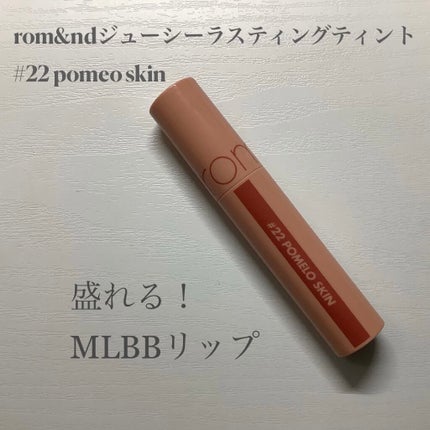 rom&ndジューシーラスティングティント
#22 pomeo skin
rom
#22 POMELO SKIN
盛れる！
MLBBリップ